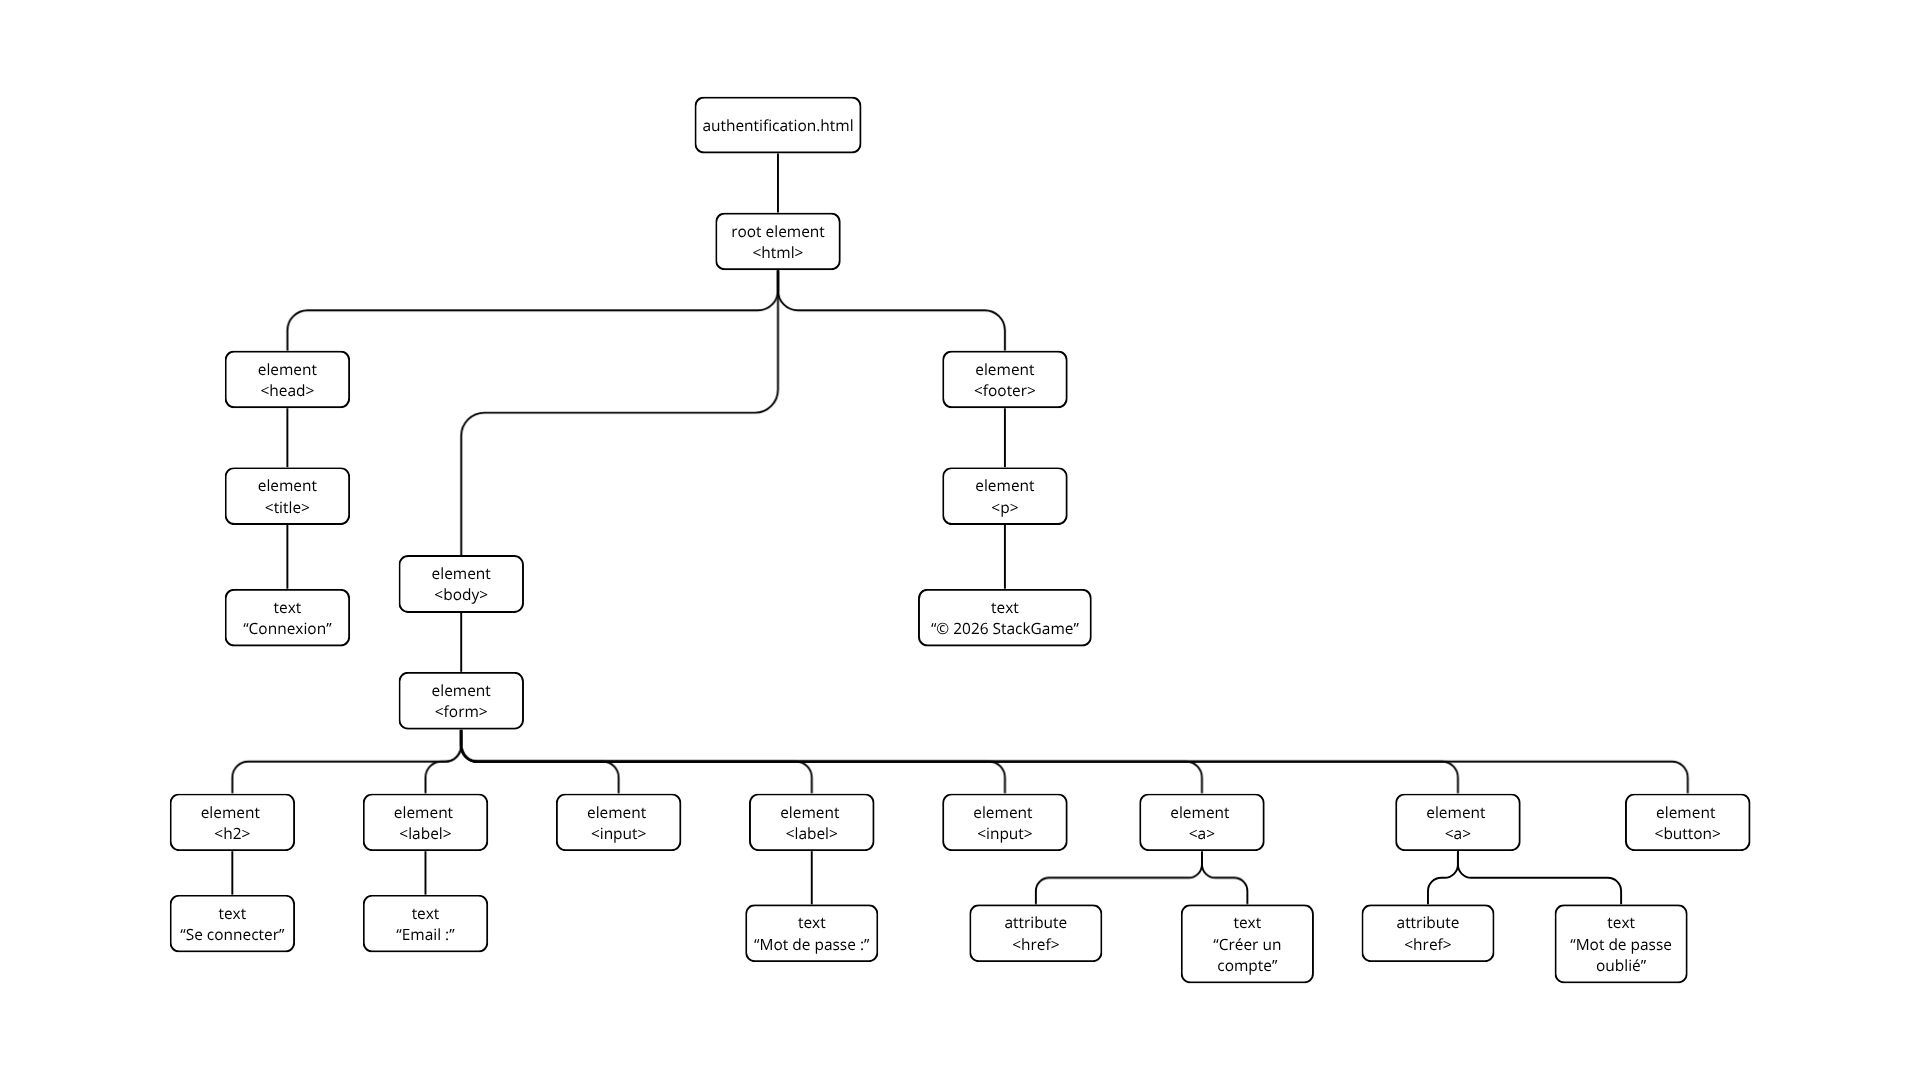 authentification.html
root element
<html>
element
<head>
element
<footer>
element
<title>
element
<p>
element
<body>
text
“Connexion”
text
“© 2026 StackGame”
element
<form>
element
<h2>
element
<label>
element
<input>
element
<label>
element
<input>
element
<a>
element
<a>
element
<button>
text
“Se connecter”
text
“Email :”
text
“Mot de passe :”
attribute
<href>
text
“Créer un
compte”
attribute
<href>
text
“Mot de passe
oublié”